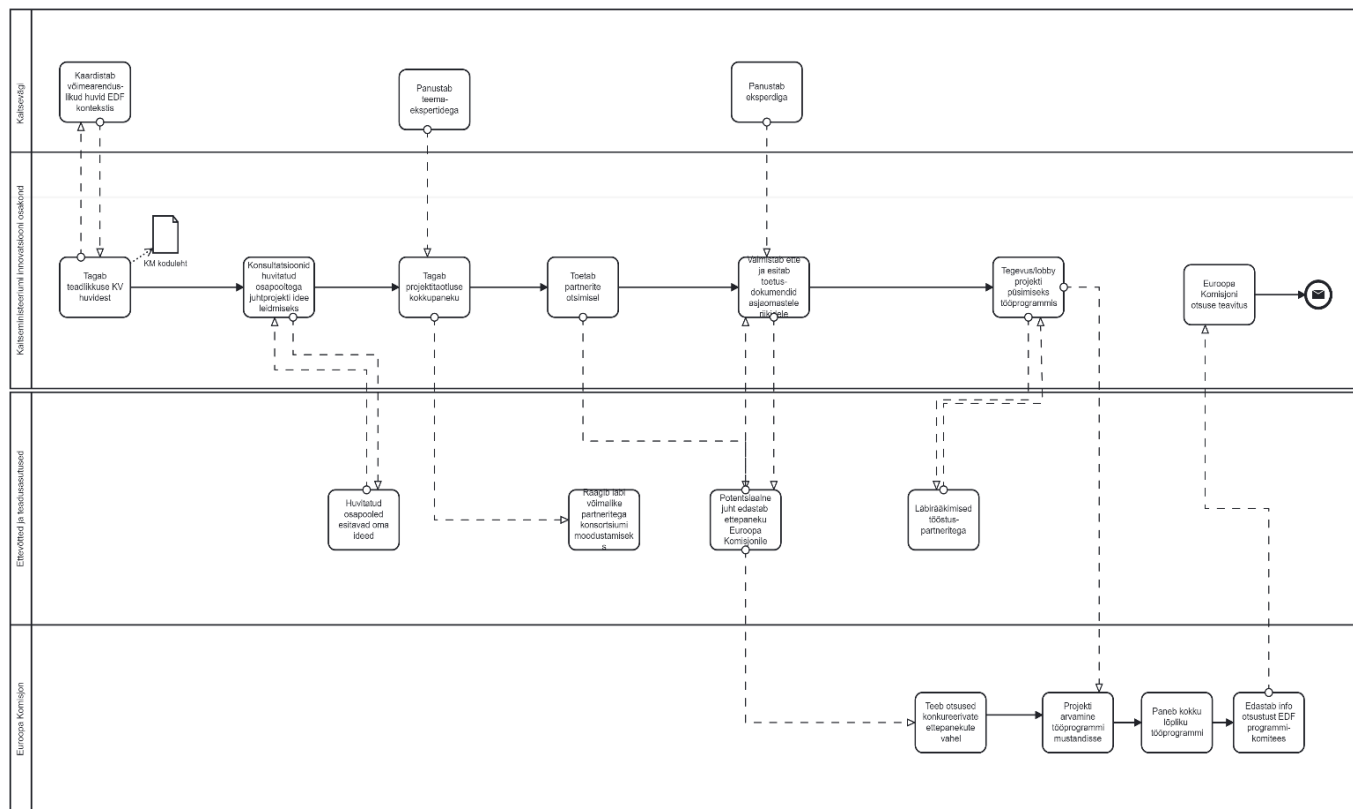 Kaitsevägi
Kaardistab
võimearendus-
likud huvid EDF
kontekstis
Panustab
teema-
ekspertidega
Panustab
eksperdiga
Kaitseministeeriumi innovatsiooni osakond
Tagab
teadlikkuse KV
huvidest
KM koduleht
Konsultatsioonid
huvitatud
osapooltega
juhtprojekti idee
leidmiseks
Tagab
projektitaotluse
kokkupaneku
Toetab
partnerite
otsimisel
Valmistab ette
ja esitab
toetus-
dokumendid
asjaomastele
riikidele
Tegevus/lobby
projekti
püsimiseks
tööprogrammis
Euroopa
Komisjoni
otsuse teavitus
Ettevõtted ja teadusasutused
Huvitatud
osapooled
esitavad oma
ideed
Räägib läbi
võimalike
partneritega
konsortsiumi
moodustamisek
s
Potentsiaalne
juht edastab
ettepaneku
Euroopa
Komisjonile
Läbirääkimised
tööstus-
partneritega
Euroopa Komisjon
Teeb otsused
konkureerivate
ettepanekute
vahel
Projekti
arvamine
tööprogrammi
mustandisse
Paneb kokku
lõpliku
tööprogrammi
Edastab info
otsustust EDF
programmi-
komitees